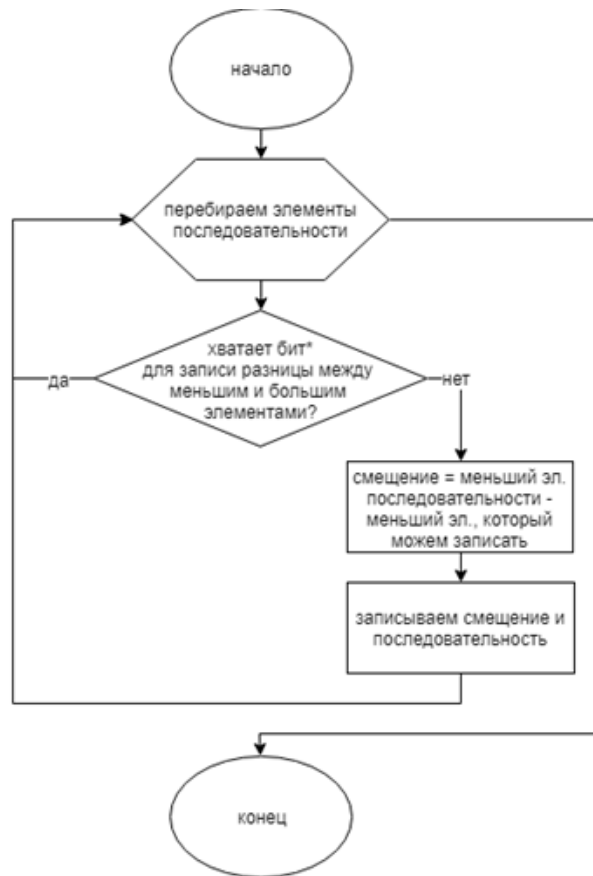 начало
перебираем элементы
последовательности
хватает бит*
для записи разницы между
меньшим и большим
элементами?
да
нет
смещение = меньший эл.
последовательности -
меньший эл., который
можем записать
записываем смещение и
последовательность
конец